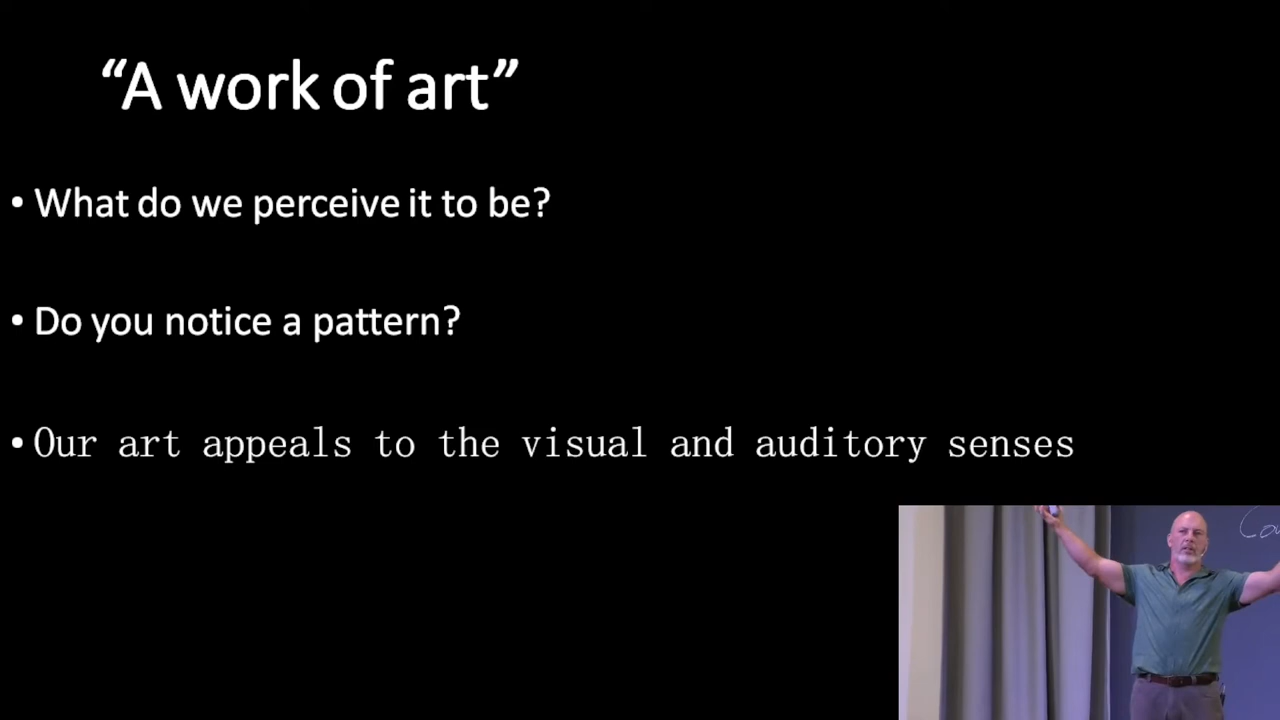 “A work of art”
• What do we perceive it to be?
• Do you notice a pattern?
• Our art appeals to the visual and auditory senses